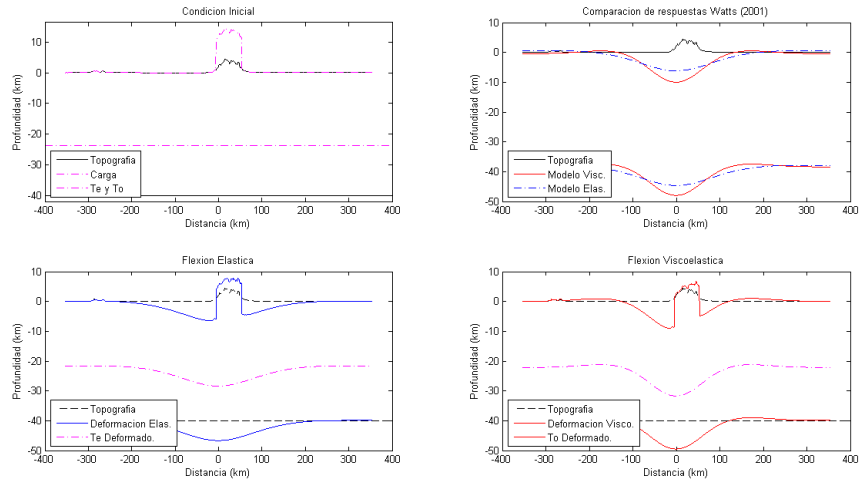 Condicion Inicial
Profundidad (km)
10
0
-10
-20
-30
-40
Topografia
Carga
Te y To
-400 -300 -200 -100 0 100 200 300 400
Distancia (km)
Comparacion de respuestas Watts (2001)
Profundidad (km)
10
0
-10
-20
-30
-40
-50
Topografia
Modelo Visc.
Modelo Elas.
-400 -300 -200 -100 0 100 200 300 400
Distancia (km)
Flexion Elastica
Profundidad (km)
10
0
-10
-20
-30
-40
-50
Topografia
Deformacion Elas.
Te Deformado.
-400 -300 -200 -100 0 100 200 300 400
Distancia (km)
Flexion Viscoelastica
Profundidad (km)
10
0
-10
-20
-30
-40
-50
Topografia
Deformacion Visco.
To Deformado.
-400 -300 -200 -100 0 100 200 300 400
Distancia (km)